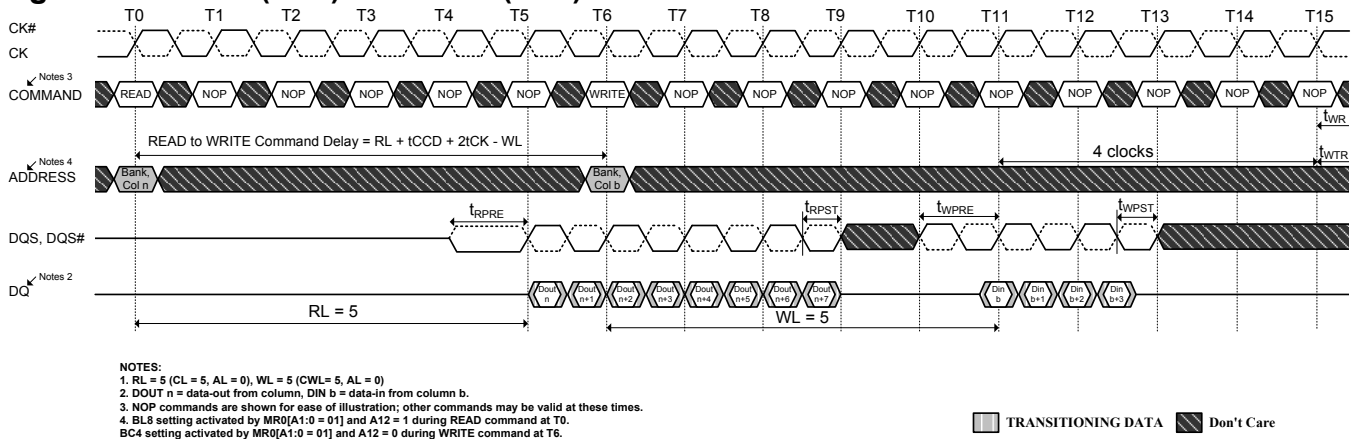 T0 T1 T2 T3 T4 T5 T6 T7 T8 T9 T10 T11 T12 T13 T14 T15
CK#
CK
Notes 3
COMMAND READ NOP NOP NOP NOP NOP WRITE NOP NOP NOP NOP NOP NOP NOP NOP NOP
tWR
READ to WRITE Command Delay = RL + tCCD + 2tCK - WL
4 clocks
tWTR
Notes 4
ADDRESS
Bank, Col n
Bank, Col b
tRPRE tRPST tWPRE tWPST
DQS, DQS#
Notes 2
DQ
Dout n Dout n+1 Dout n+2 Dout n+3 Dout n+4 Dout n+5 Dout n+6 Dout n+7 Din b Din b+1 Din b+2 Din b+3
RL = 5 WL = 5
NOTES:
1. RL = 5 (CL = 5, AL = 0), WL = 5 (CWL= 5, AL = 0)
2. DOUT n = data-out from column, DIN b = data-in from column b.
3. NOP commands are shown for ease of illustration; other commands may be valid at these times.
4. BL8 setting activated by MR0[A1:0 = 01] and A12 = 1 during READ command at T0.
BC4 setting activated by MR0[A1:0 = 01] and A12 = 0 during WRITE command at T6.
TRANSITIONING DATA Don't Care